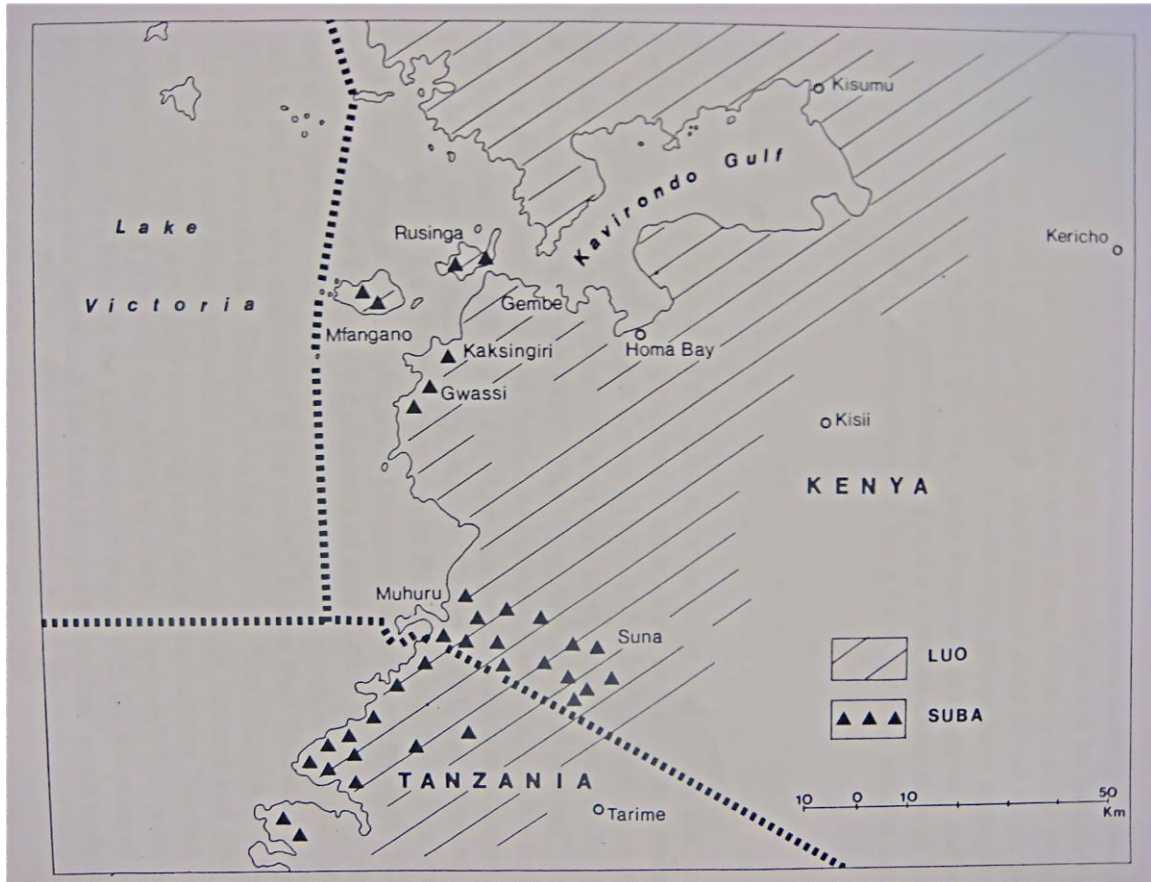 Kisumu
Kavirondo Gulf
Lake
Victoria
Rusinga
Kericho
Gembe
Mfangano
Homa Bay
Kaksingiri
Gwassi
Kisii
KENYA
Muhuru
Suna
LUO
SUBA
TANZANIA
Tarime
10 0 10 50
Km